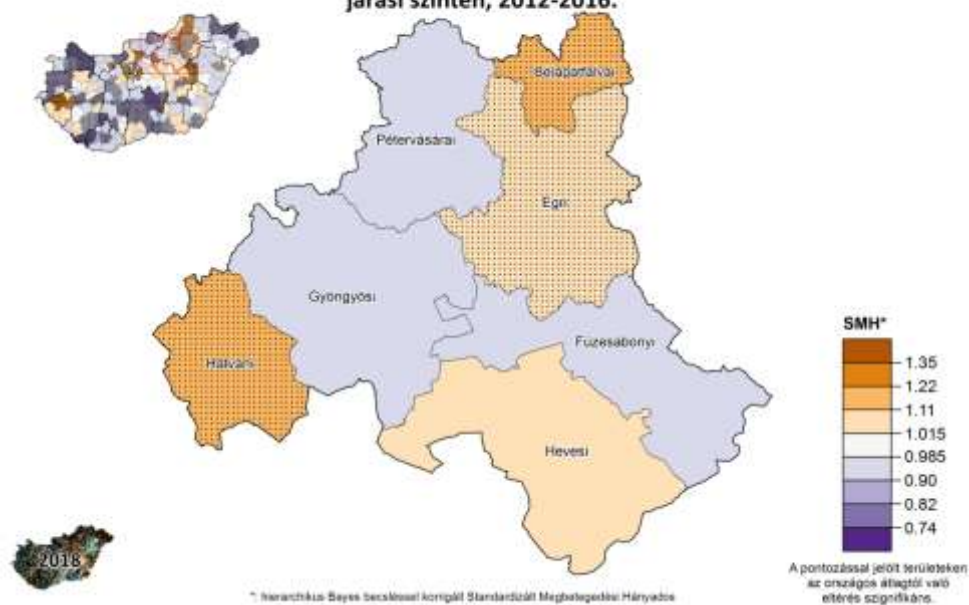 járási szinten, 2012-2016.
Bélapátfalvai
Pétervásárai
Egri
Gyöngyösi
Füzesabonyi
Hatvani
Hevesi
SMH*
1.35
1.22
1.11
1.015
0.985
0.90
0.82
0.74
A pontozással jelölt területeken
az országos átlagtól való
eltérés szignifikáns.
2018
*: hierarchikus Bayes becsléssel korrigált Standardizált Megbetegedési Hányados